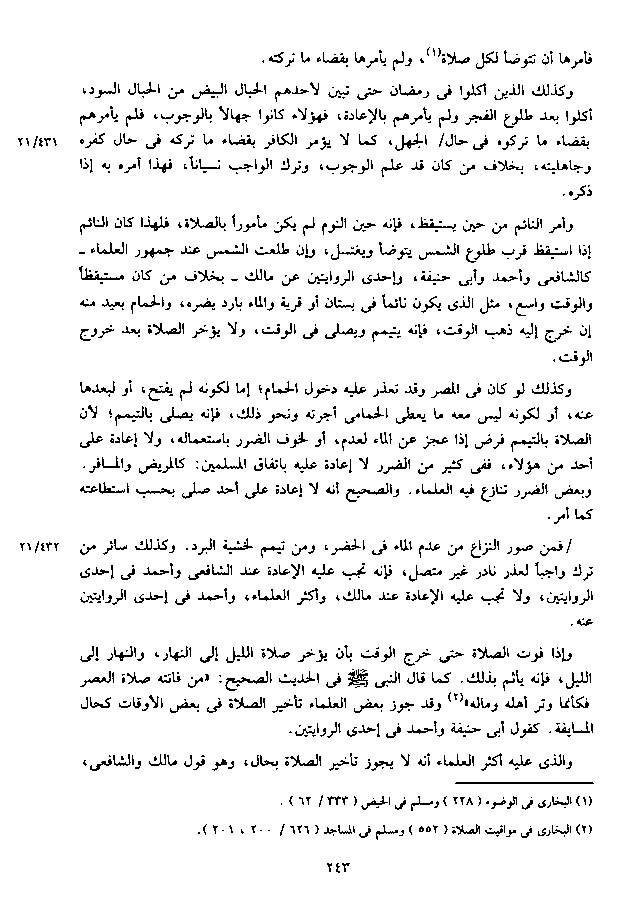 فأمرها أن تتوضأ لكل صلاة(١)، ولم يأمرها بقضاء ما تركته.
وكذلك الذين أكلوا فى رمضان حتى تبين لأحدهم الحبال البيض من الحبال السود،
أكلوا بعد طلوع الفجر ولم يأمرهم بالإعادة، فهؤلاء كانوا جهالاً بالوجوب، فلم يأمرهم
٢١/٤٣١ بقضاء ما تركوه فى حال/ الجهل، كما لا يؤمر الكافر بقضاء ما تركه فى حال كفره
وجاهليته، بخلاف من كان قد علم الوجوب، وترك الواجب نسياناً، فهذا أمره به إذا
ذكره.
وأمر النائم من حين يستيقظ، فإنه حين النوم لم يكن مأموراً بالصلاة، فلهذا كان النائم
إذا استيقظ قرب طلوع الشمس يتوضأ ويغتسل، وإن طلعت الشمس عند جمهور العلماء ـ
كالشافعى وأحمد وأبى حنيفة، وإحدى الروايتين عن مالك ـ بخلاف من كان مستيقظاً
والوقت واسع، مثل الذى يكون نائماً فى بستان أو قرية والماء بارد يضره، والحمام بعيد منه
إن خرج إليه ذهب الوقت، فإنه يتيمم ويصلى فى الوقت، ولا يؤخر الصلاة بعد خروج
الوقت.
وكذلك لو كان فى المصر وقد تعذر عليه دخول الحمام؛ إما لكونه لم يفتح، أو لبعدها
عنه، أو لكونه ليس معه ما يعطى الحمامى أجرته ونحو ذلك، فإنه يصلى بالتيمم؛ لأن
الصلاة بالتيمم فرض إذا عجز عن الماء لعدم، أو لخوف الضرر باستعماله، ولا إعادة على
أحد من هؤلاء، ففى كثير من الضرر لا إعادة عليه باتفاق المسلمين: كالمريض والمسافر.
وبعض الضرر تنازع فيه العلماء. والصحيح أنه لا إعادة على أحد صلى بحسب استطاعته
كما أمر.
٢١/٤٣٢ / فمن صور النزاع من عدم الماء فى الحضر، ومن تيمم لخشية البرد. وكذلك سائر من
ترك واجباً لعذر نادر غير متصل، فإنه تجب عليه الإعادة عند الشافعى وأحمد فى إحدى
الروايتين، ولا تجب عليه الإعادة عند مالك، وأكثر العلماء، وأحمد فى إحدى الروايتين
عنه.
وإذا فوت الصلاة حتى خرج الوقت بأن يؤخر صلاة الليل إلى النهار، والنهار إلى
الليل، فإنه يأثم بذلك. كما قال النبى ﷺ فى الحديث الصحيح: «من فاتته صلاة العصر
فكأنما وتر أهله وماله»(٢) وقد جوز بعض العلماء تأخير الصلاة فى بعض الأوقات كحال
المسايفة. كقول أبى حنيفة وأحمد فى إحدى الروايتين.
والذى عليه أكثر العلماء أنه لا يجوز تأخير الصلاة بحال، وهو قول مالك والشافعى،
(١) البخارى فى الوضوء ( ٢٢٨ ) ومسلم فى الحيض ( ٣٣٣ / ٦٢ ) .
(٢) البخارى فى مواقيت الصلاة ( ٥٥٢ ) ومسلم فى المساجد ( ٦٢٦ / ٢٠٠ ، ٢٠١ ).
٢٤٣